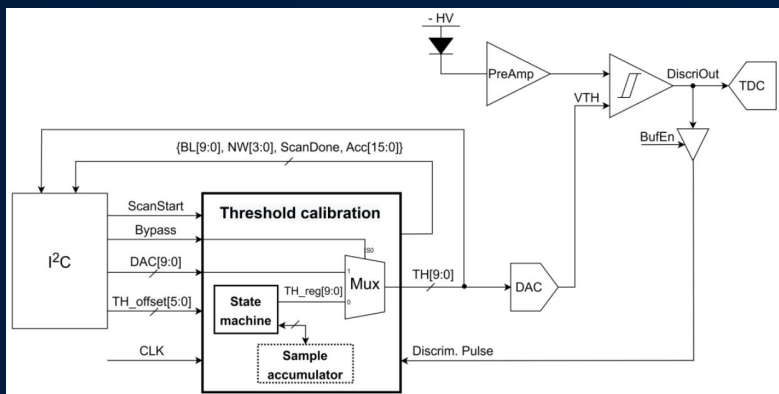 - HV
PreAmp
DiscriOut
TDC
VTH
BufEn
{BL[9:0], NW[3:0], ScanDone, Acc[15:0]}
I²C
ScanStart
Threshold calibration
Bypass
S0
DAC[9:0]
1
Mux
TH[9:0]
DAC
TH_reg[9:0]
0
TH_offset[5:0]
State
machine
CLK
Sample
accumulator
Discrim. Pulse